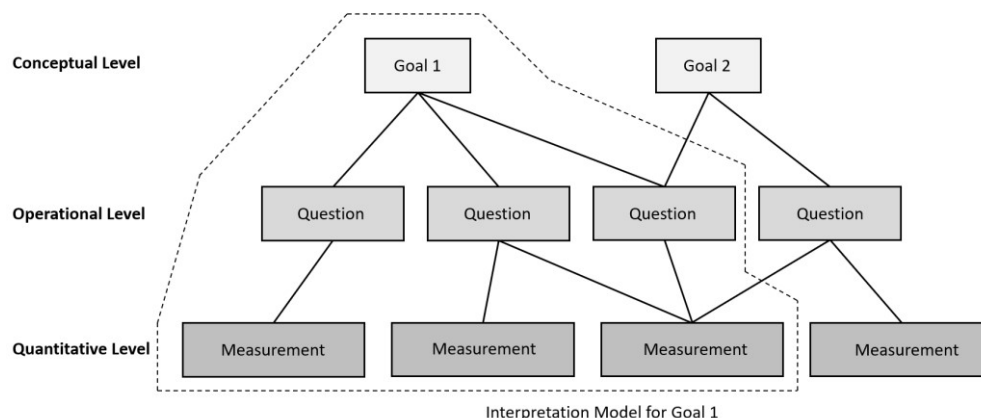 Conceptual Level
Goal 1
Goal 2
Operational Level
Question
Question
Question
Question
Quantitative Level
Measurement
Measurement
Measurement
Measurement
Interpretation Model for Goal 1